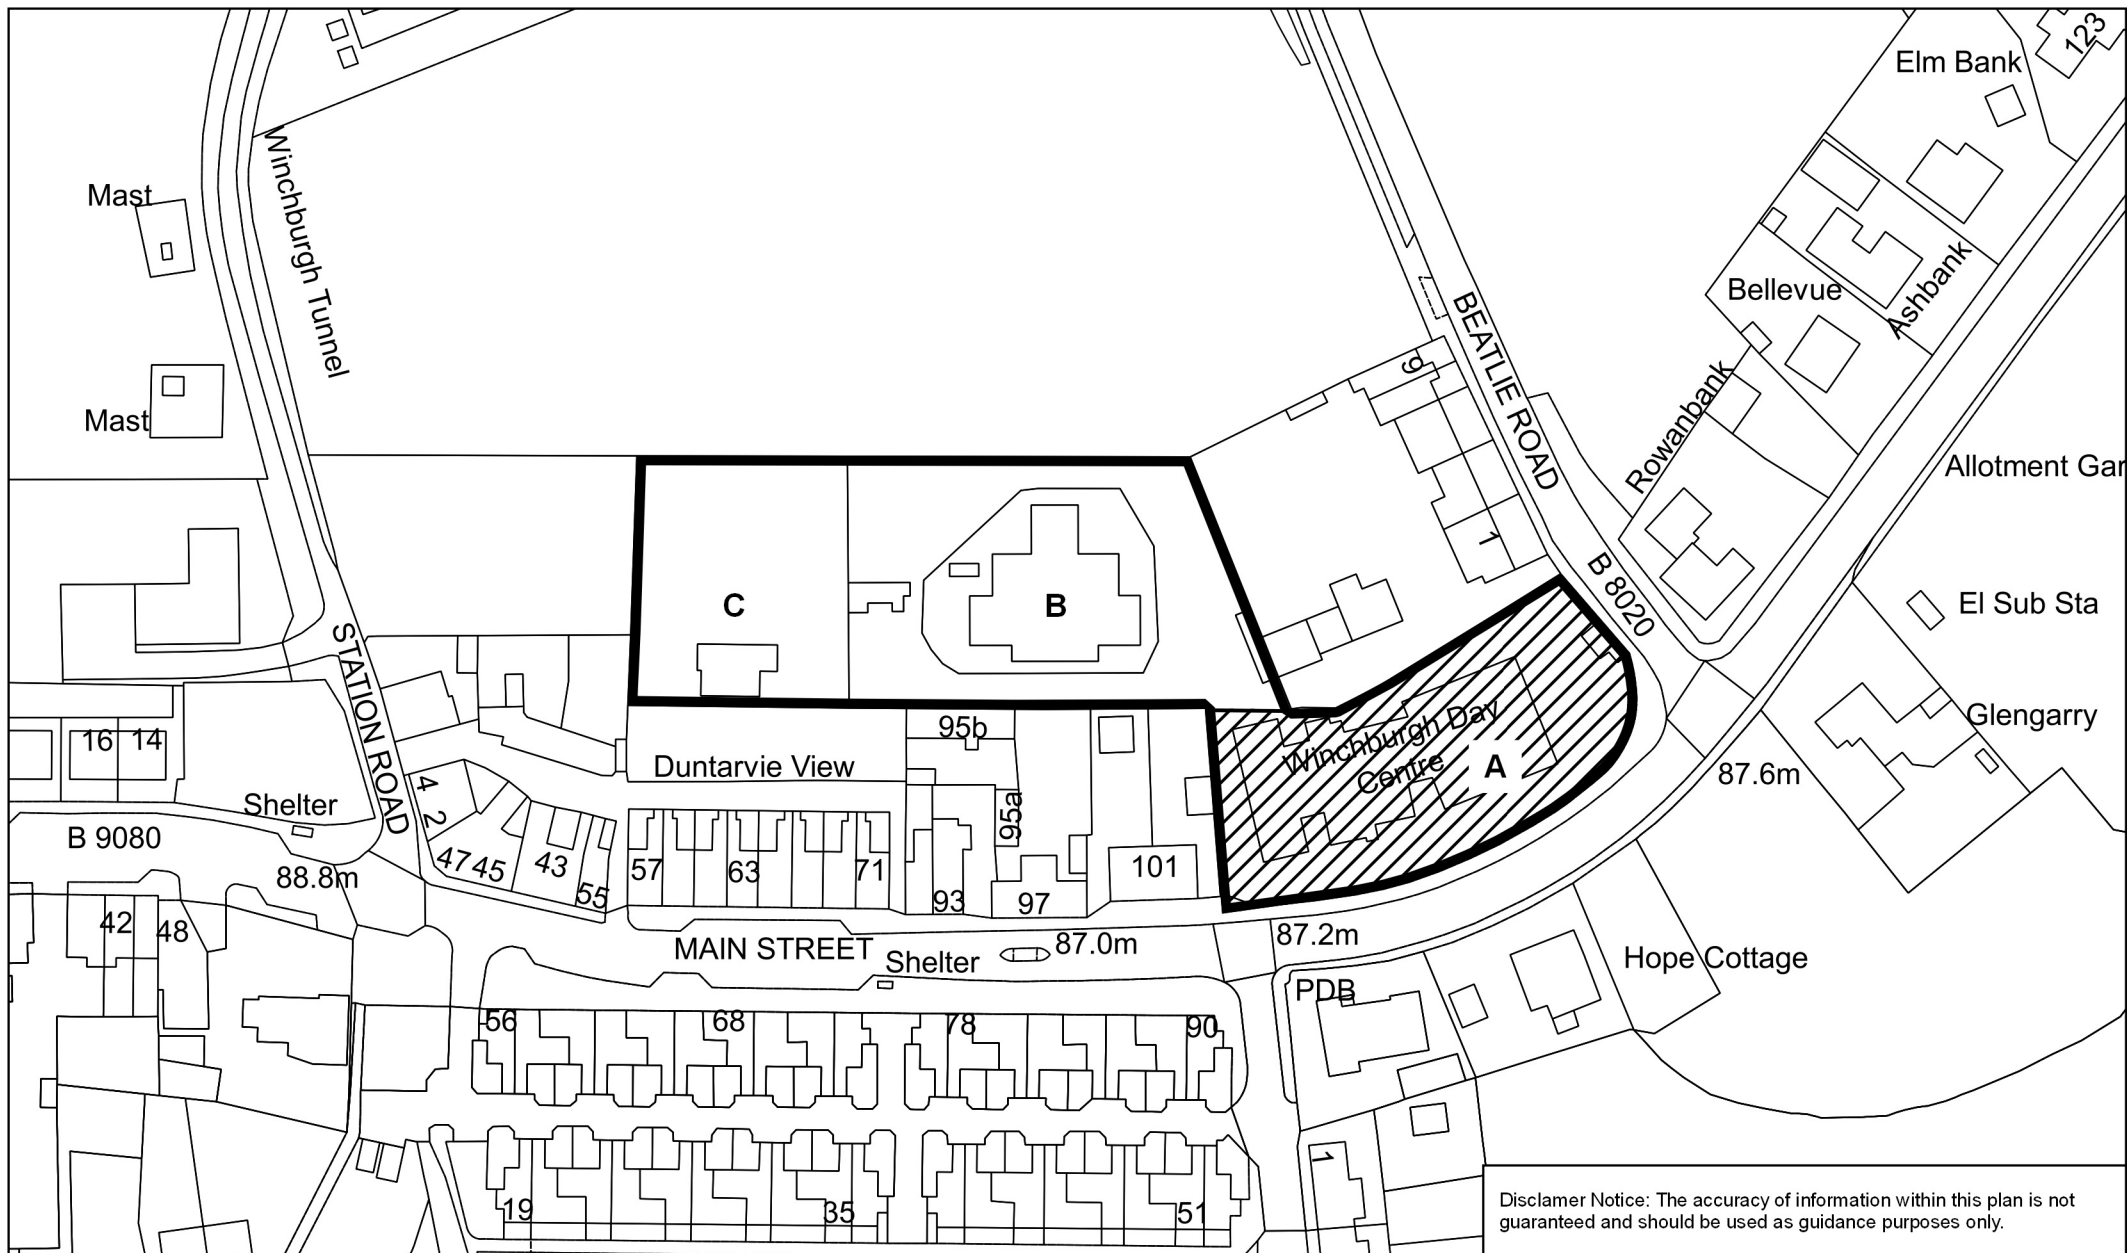 123
Elm Bank
Winchburgh Tunnel
Mast
Ashbank
Bellevue
BEATLIE ROAD
9
Rowanbank
Mast
Allotment Gar
1
B 8020
C
B
El Sub Sta
STATION ROAD
Glengarry
95b
Winchburgh Day
Centre
A
16
14
Duntarvie View
87.6m
4
2
Shelter
95a
B 9080
47
45
43
55
57
63
71
93
97
101
88.8m
42
48
MAIN STREET
Shelter
87.0m
87.2m
Hope Cottage
PDB
56
68
78
90
1
19
35
51
Disclamer Notice: The accuracy of information within this plan is not
guaranteed and should be used as guidance purposes only.